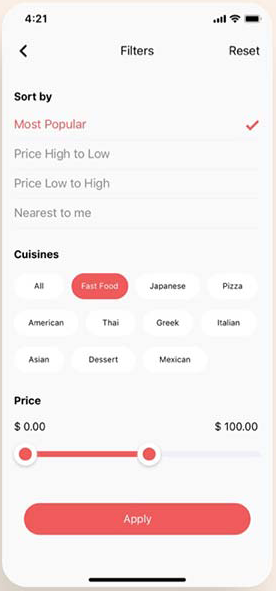 4:21
Filters
Reset
Sort by
Most Popular
Price High to Low
Price Low to High
Nearest to me
Cuisines
All Fast Food Japanese Pizza
American Thai Greek Italian
Asian Dessert Mexican
Price
$ 0.00 $ 100.00
Apply